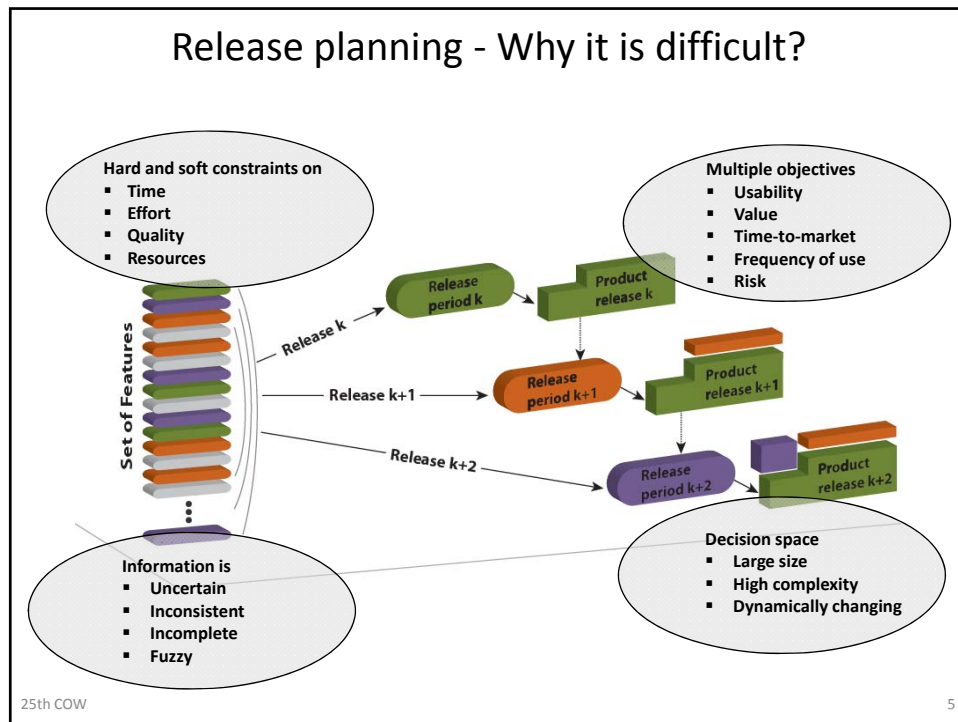 Release planning - Why it is difficult?
Hard and soft constraints on
▪ Time
▪ Effort
▪ Quality
▪ Resources
Multiple objectives
▪ Usability
▪ Value
▪ Time-to-market
▪ Frequency of use
▪ Risk
Set of Features
Release k
Release
period k
Product
release k
Release k+1
Release
period k+1
Product
release k+1
Release k+2
Release
period k+2
Product
release k+2
Information is
▪ Uncertain
▪ Inconsistent
▪ Incomplete
▪ Fuzzy
Decision space
▪ Large size
▪ High complexity
▪ Dynamically changing
25th COW
5